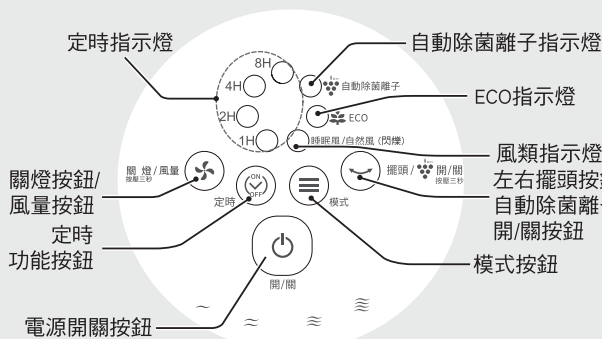 定時指示燈
自動除菌離子指示燈
8H
4H
自動除菌離子
ECO指示燈
2H
ECO
1H
睡眠風/自然風 (閃爍)
風類指示燈
關燈按鈕/
風量按鈕
關 燈/風量
按壓三秒
ON
OFF
定時
模式
擺頭/
開/關
按壓三秒
左右擺頭按
自動除菌離
開/關按鈕
定時
功能按鈕
模式按鈕
開/關
電源開關按鈕